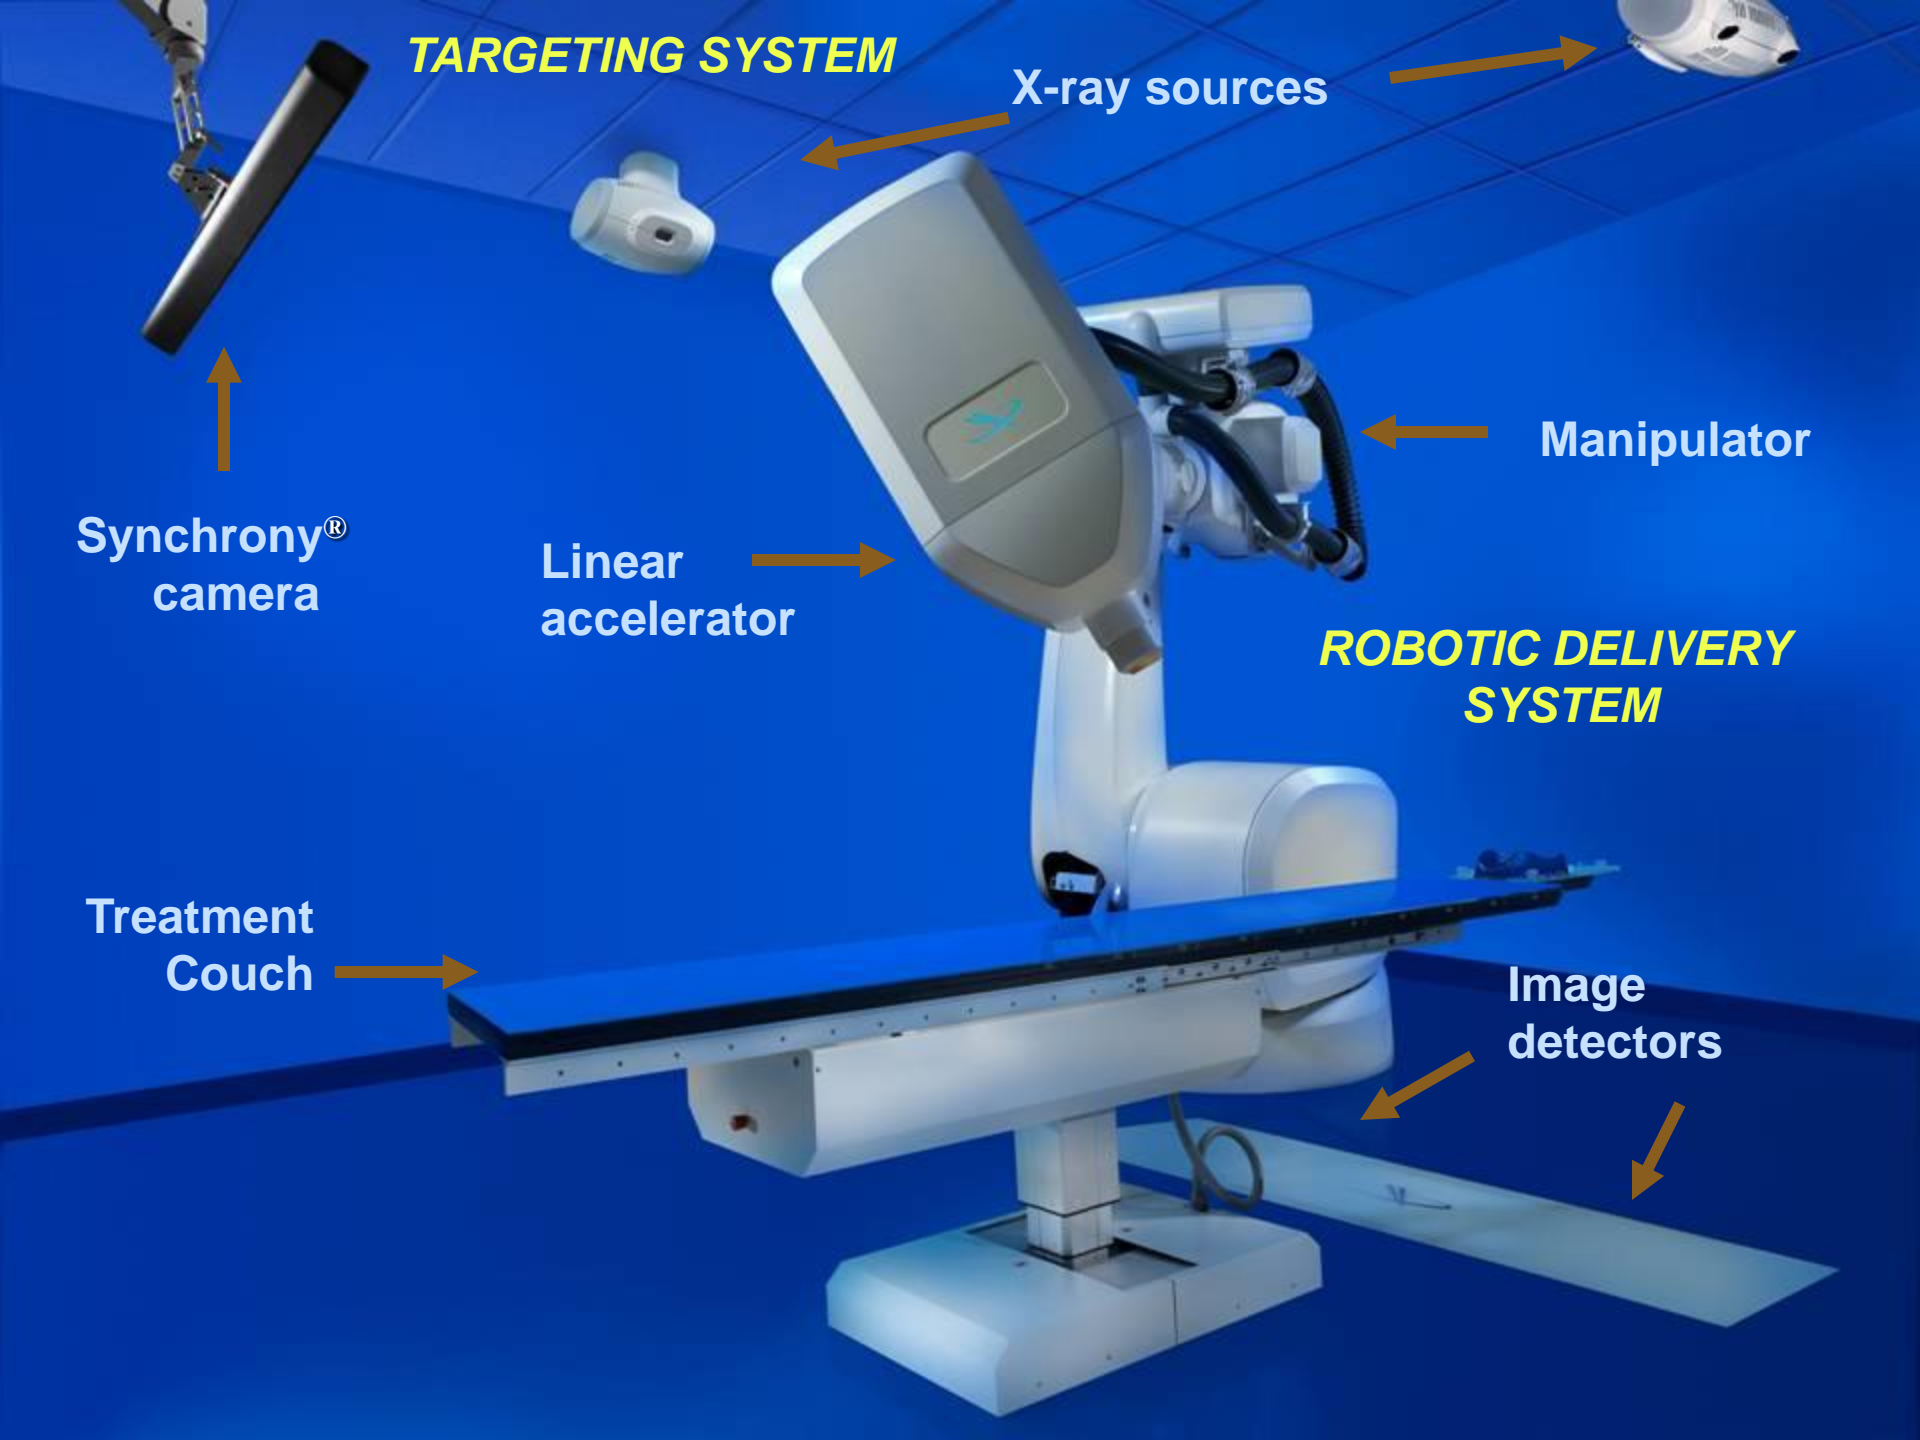 TARGETING SYSTEM
X-ray sources
Manipulator
Synchrony®
camera
Linear
accelerator
ROBOTIC DELIVERY
SYSTEM
Treatment
Couch
Image
detectors